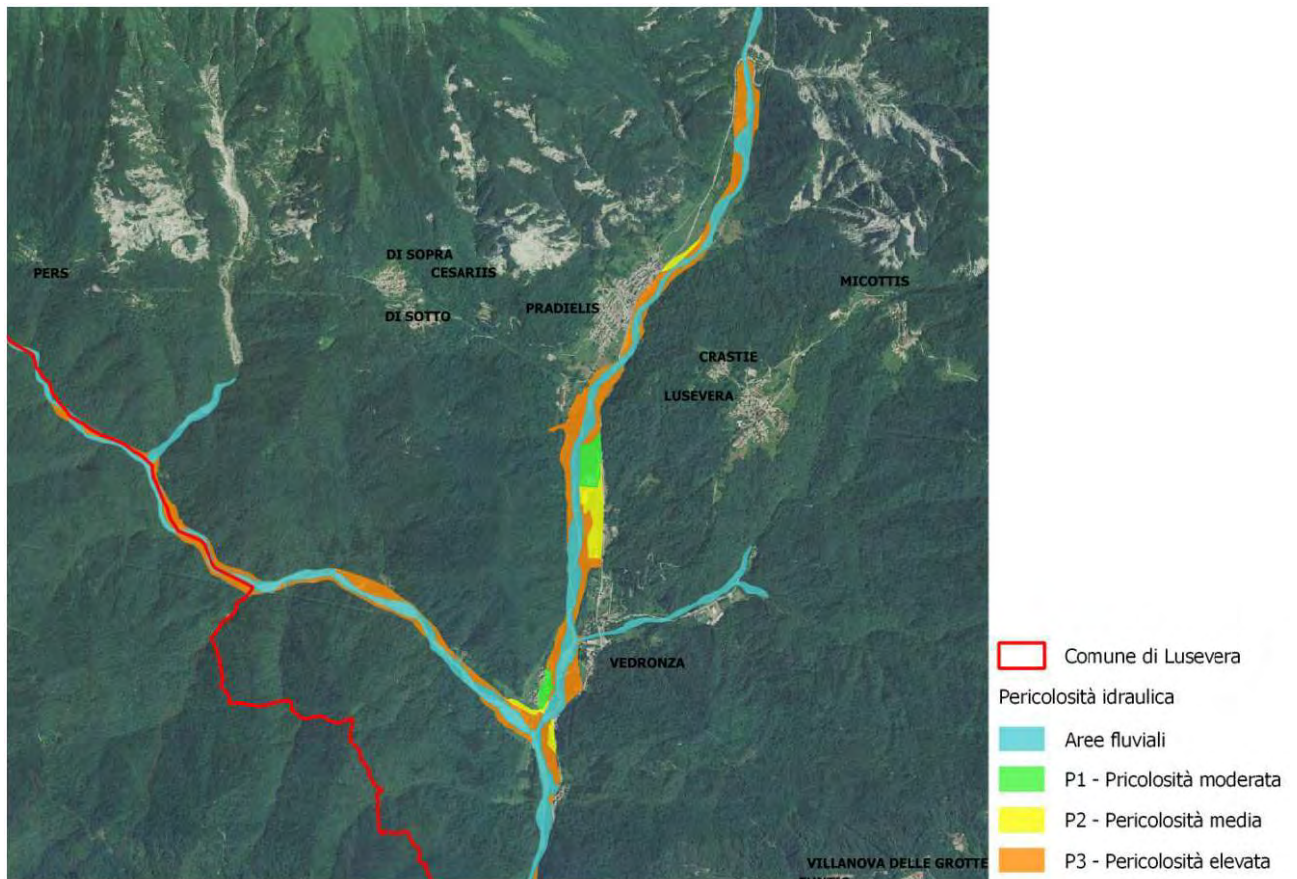 DI SOPRA
PERS
CESARIIS
MICOTTIS
DI SOTTO
PRADIELIS
CRASTIE
LUSEVERA
VEDRONZA
VILLANOVA DELLE GROTTE
Comune di Lusevera
Pericolosità idraulica
Aree fluviali
P1 - Pricolosità moderata
P2 - Pericolosità media
P3 - Pericolosità elevata